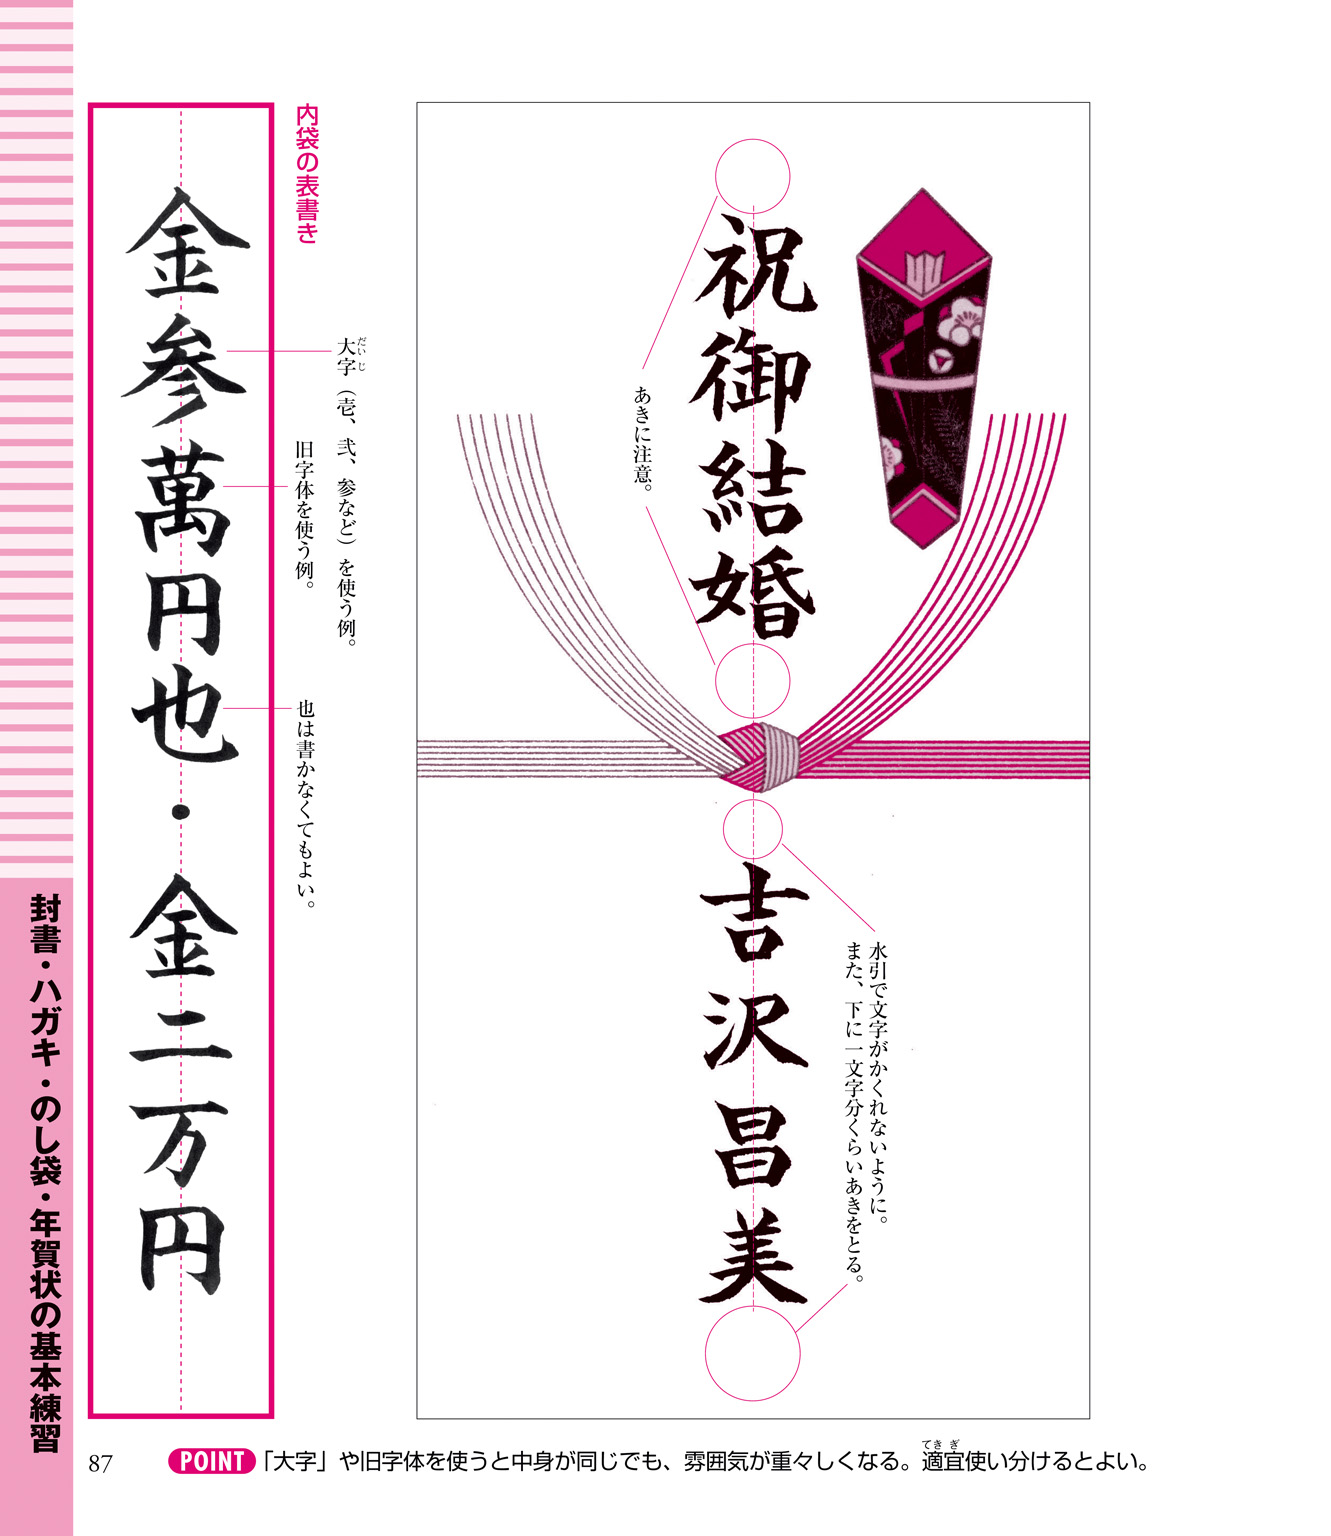 祝御結婚
吉沢昌美
あきに注意。
水引で文字がかくれないように。
また、下に一文字分くらいあきをとる。
内袋の表書き
金参萬円也・金二万円
大字（壱、弐、参など）を使う例。
だいじ
旧字体を使う例。
也は書かなくてもよい。
封書・ハガキ・のし袋・年賀状の基本練習
87
POINT 「大字」や旧字体を使うと中身が同じでも、雰囲気が重々しくなる。適宜使い分けるとよい。
てきぎ